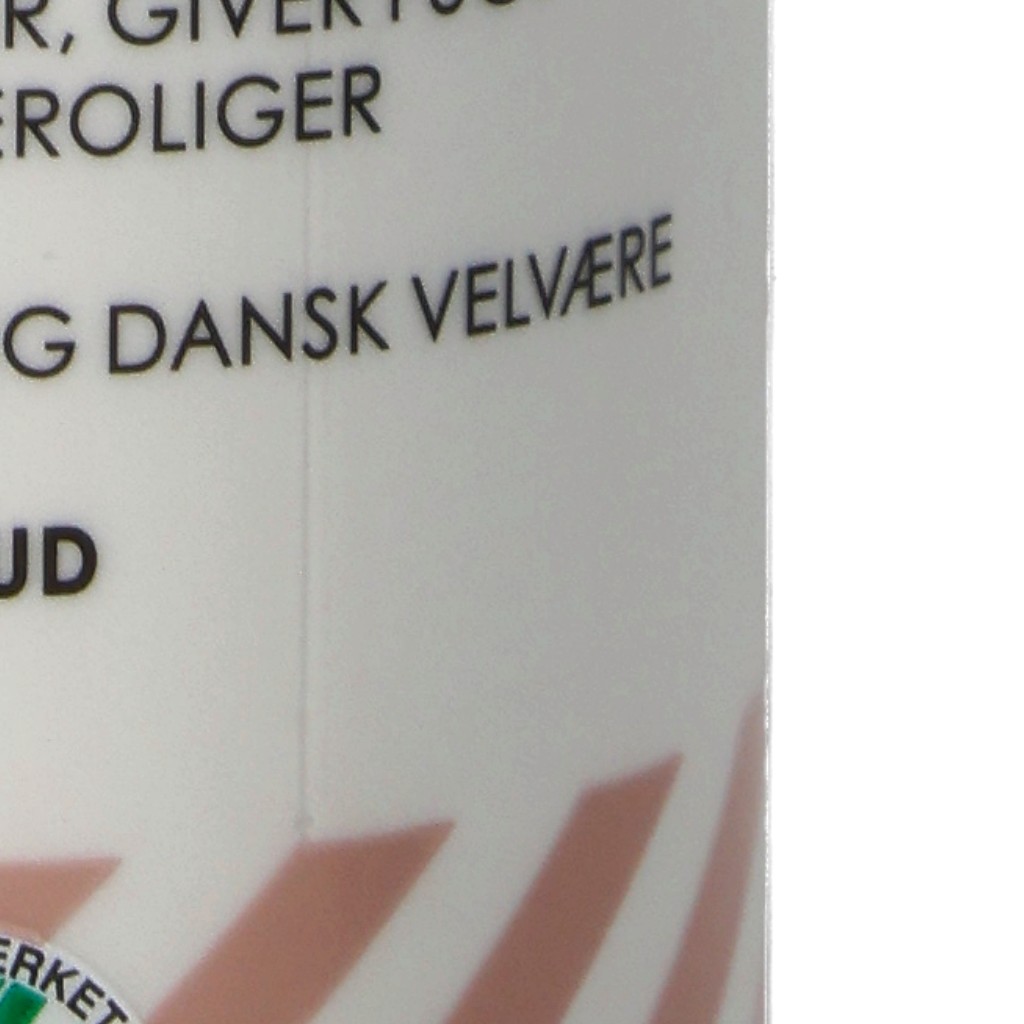 R, GIVER
EROLIGER
G DANSK VELVÆRE
UD
ERKET